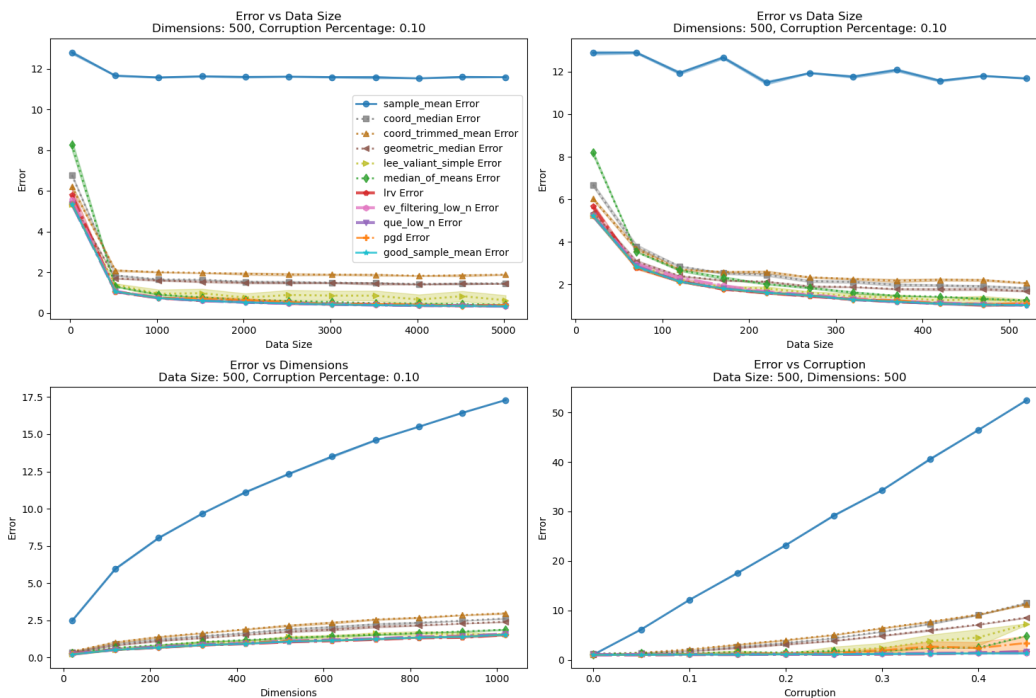 Error vs Data Size
Dimensions: 500, Corruption Percentage: 0.10
12
10
8
6
4
2
0
Error
0
1000
2000
3000
4000
5000
Data Size
sample_mean Error
coord_median Error
coord_trimmed_mean Error
geometric_median Error
lee_valiant_simple Error
median_of_means Error
lrv Error
ev_filtering_low_n Error
que_low_n Error
pgd Error
good_sample_mean Error
Error vs Data Size
Dimensions: 500, Corruption Percentage: 0.10
12
10
8
6
4
2
Error
0
100
200
300
400
500
Data Size
Error vs Dimensions
Data Size: 500, Corruption Percentage: 0.10
17.5
15.0
12.5
10.0
7.5
5.0
2.5
0.0
Error
0
200
400
600
800
1000
Dimensions
Error vs Corruption
Data Size: 500, Dimensions: 500
50
40
30
20
10
0
Error
0.0
0.1
0.2
0.3
0.4
Corruption